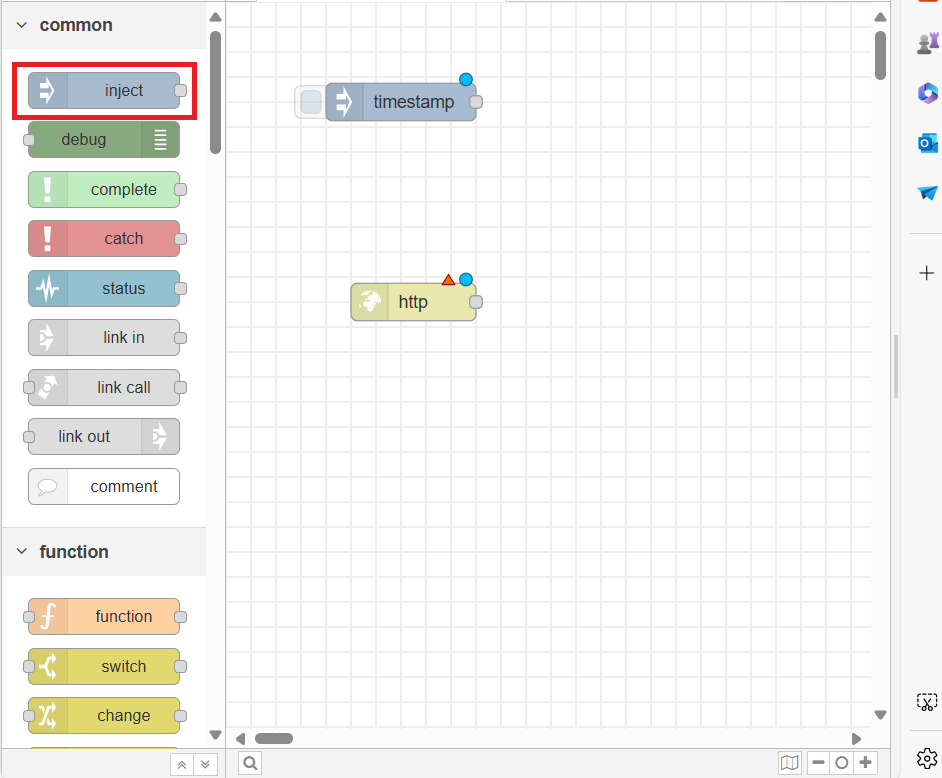 common
inject
debug
complete
catch
status
link in
link call
link out
comment
function
function
switch
change
timestamp
http